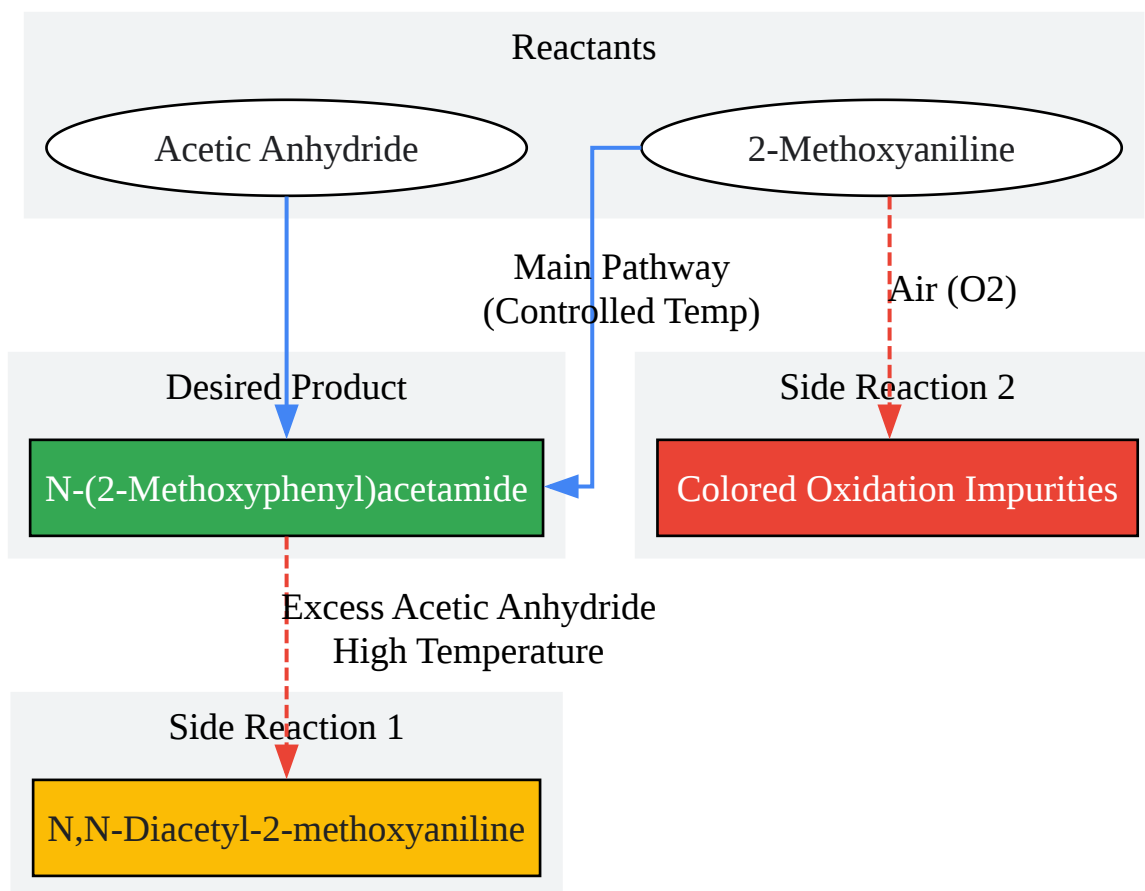 Reactants
Acetic Anhydride
2-Methoxyaniline
Main Pathway
(Controlled Temp)
Air (O2)
Desired Product
Side Reaction 2
N-(2-Methoxyphenyl)acetamide
Colored Oxidation Impurities
Excess Acetic Anhydride
High Temperature
Side Reaction 1
N,N-Diacetyl-2-methoxyaniline